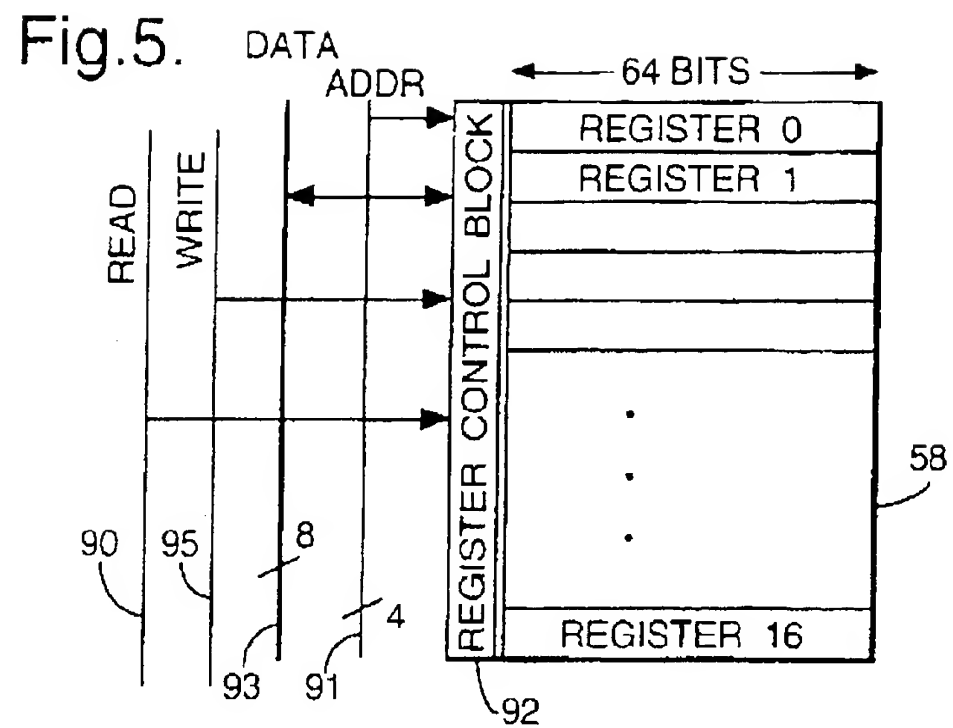 Fig.5.
DATA
ADDR
64 BITS
REGISTER 0
REGISTER 1
READ
WRITE
REGISTER CONTROL BLOCK
58
90
95
8
4
REGISTER 16
93
91
92